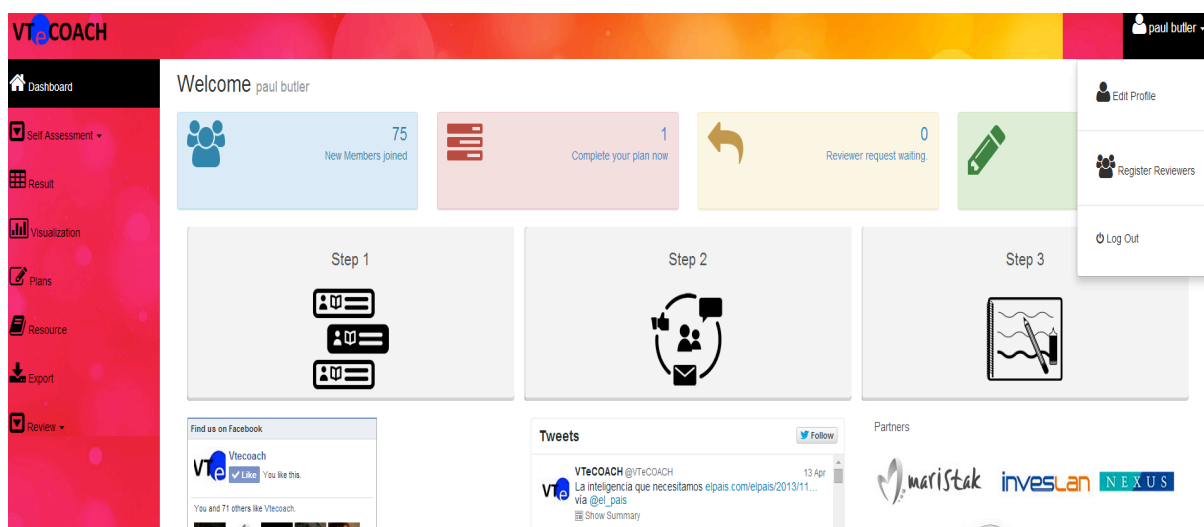 VTeCOACH
paul butler
Dashboard
Self Assessment
Result
Visualization
Plans
Resource
Export
Review
Welcome paul butler
75
New Members joined
1
Complete your plan now
0
Reviewer request waiting.
Edit Profile
Register Reviewers
Log Out
Step 1
Step 2
Step 3
Find us on Facebook
VTe
Vtecoach
Like You like this.
You and 71 others like Vtecoach.
Tweets
Follow
VTe
VTeCOACH @VTeCOACH 13 Apr
La inteligencia que necesitamos elpais.com/elpais/2013/11...
vía @el_pais
Show Summary
Partners
mariStak
inveslan
NEXUS